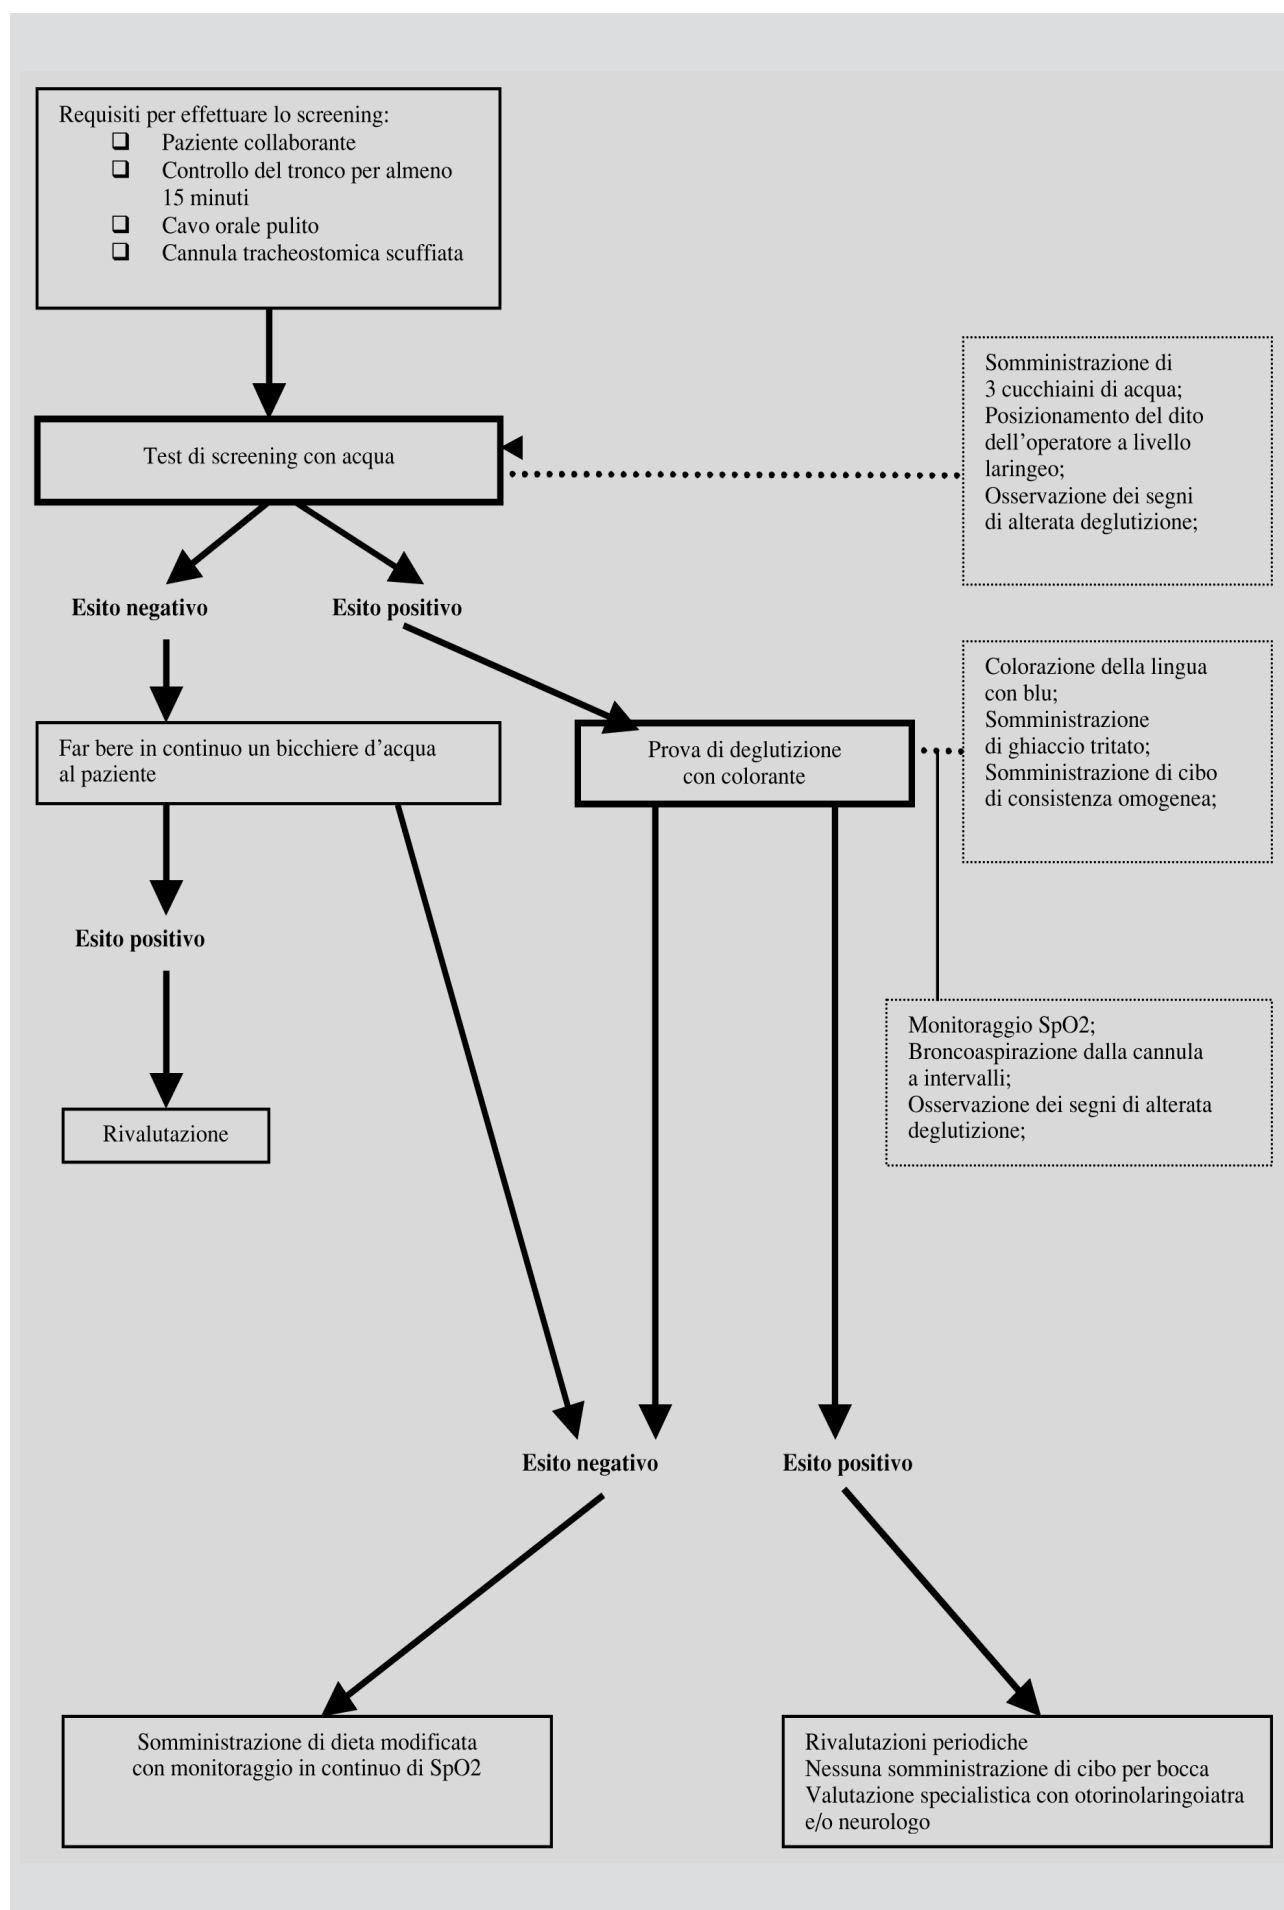 Requisiti per effettuare lo screening:
❑ Paziente collaborante
❑ Controllo del tronco per almeno
15 minuti
❑ Cavo orale pulito
❑ Cannula tracheostomica scuffiata
Somministrazione di
3 cucchiaini di acqua;
Posizionamento del dito
dell’operatore a livello
laringeo;
Osservazione dei segni
di alterata deglutizione;
Test di screening con acqua
Esito negativo
Esito positivo
Colorazione della lingua
con blu;
Somministrazione
di ghiaccio tritato;
Somministrazione di cibo
di consistenza omogenea;
Far bere in continuo un bicchiere d’acqua
al paziente
Prova di deglutizione
con colorante
Esito positivo
Monitoraggio SpO2;
Broncoaspirazione dalla cannula
a intervalli;
Osservazione dei segni di alterata
deglutizione;
Rivalutazione
Esito negativo
Esito positivo
Somministrazione di dieta modificata
con monitoraggio in continuo di SpO2
Rivalutazioni periodiche
Nessuna somministrazione di cibo per bocca
Valutazione specialistica con otorinolaringoiatra
e/o neurologo